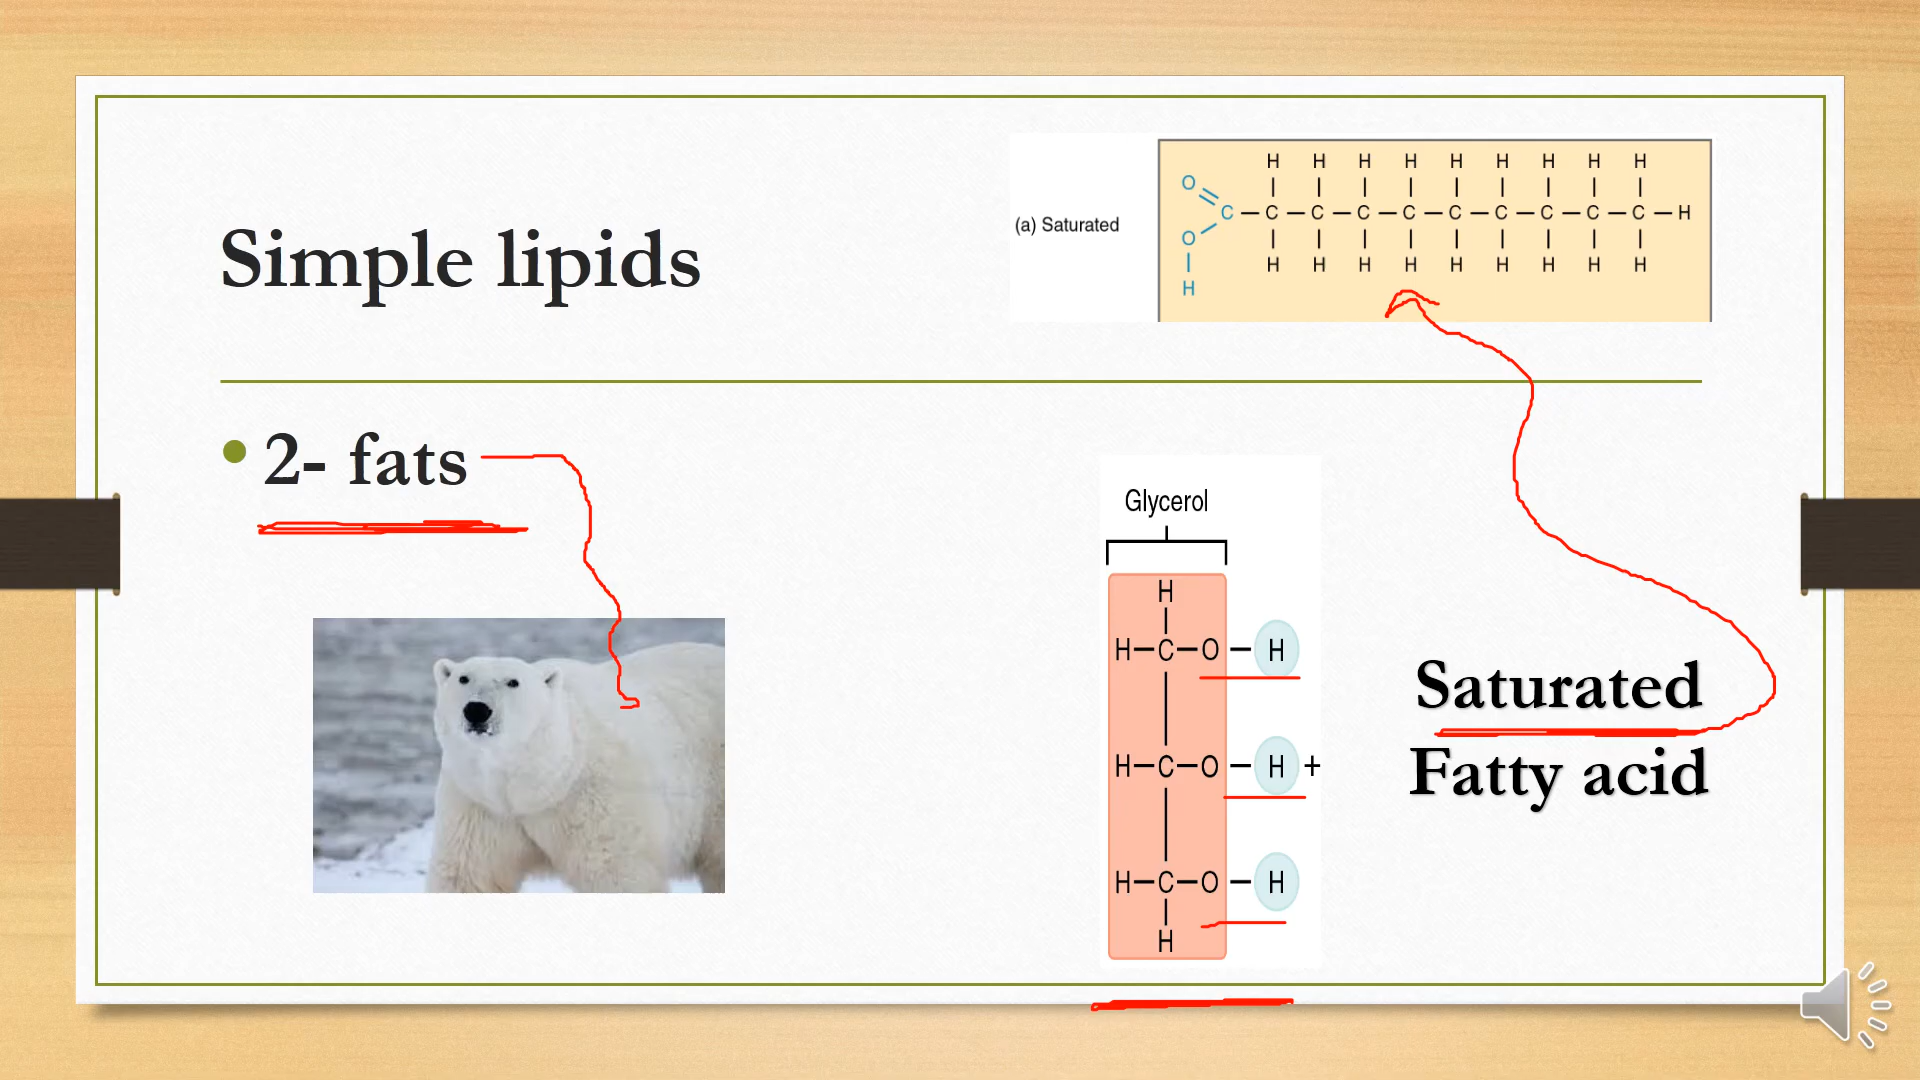 Simple lipids
(a) Saturated
H H H H H H H H H
O
C — C — C — C — C — C — C — C — C — C — H
O
H H H H H H H H H
H
2- fats
Glycerol
H
H — C — O — H
H — C — O — H +
H — C — O — H
H
Saturated
Fatty acid